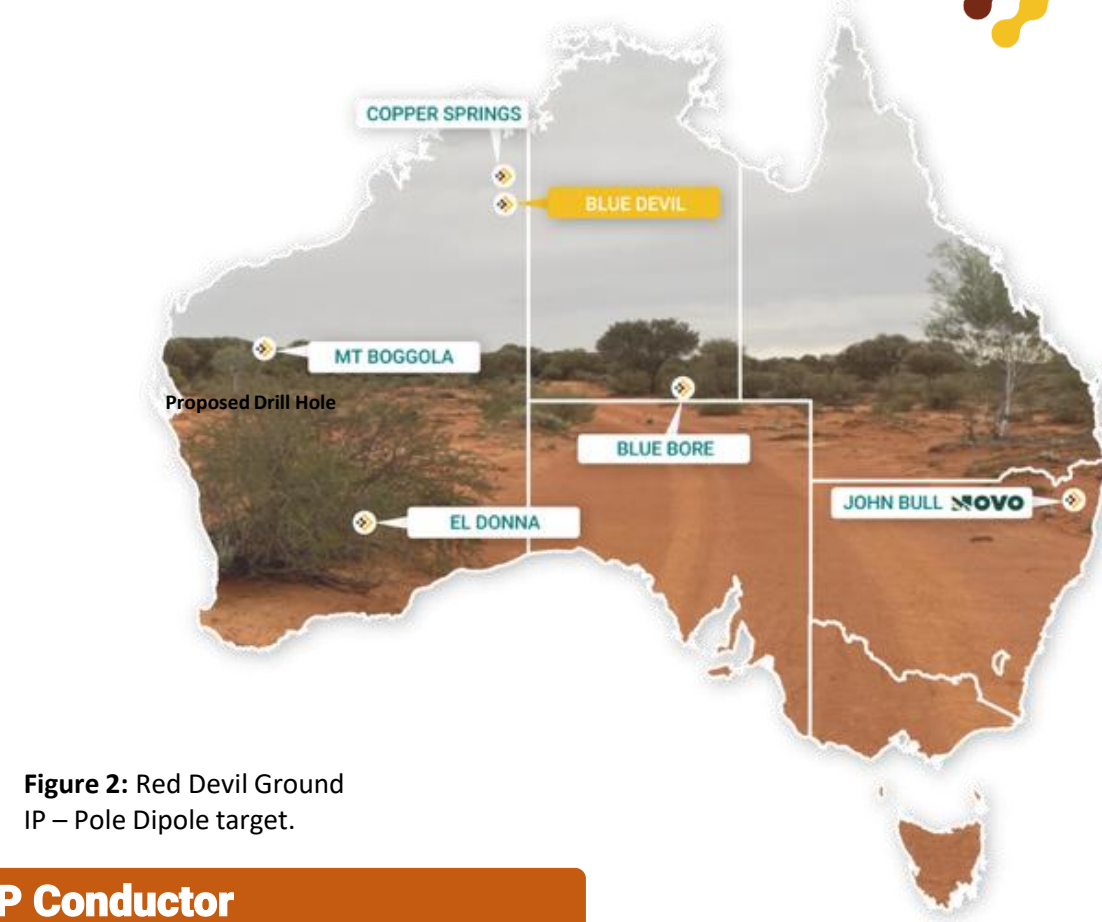 COPPER SPRINGS
BLUE DEVIL
MT BOGGOLA
Proposed Drill Hole
BLUE BORE
JOHN BULL NOVO
EL DONNA
Figure 2: Red Devil Ground
IP – Pole Dipole target.
P Conductor